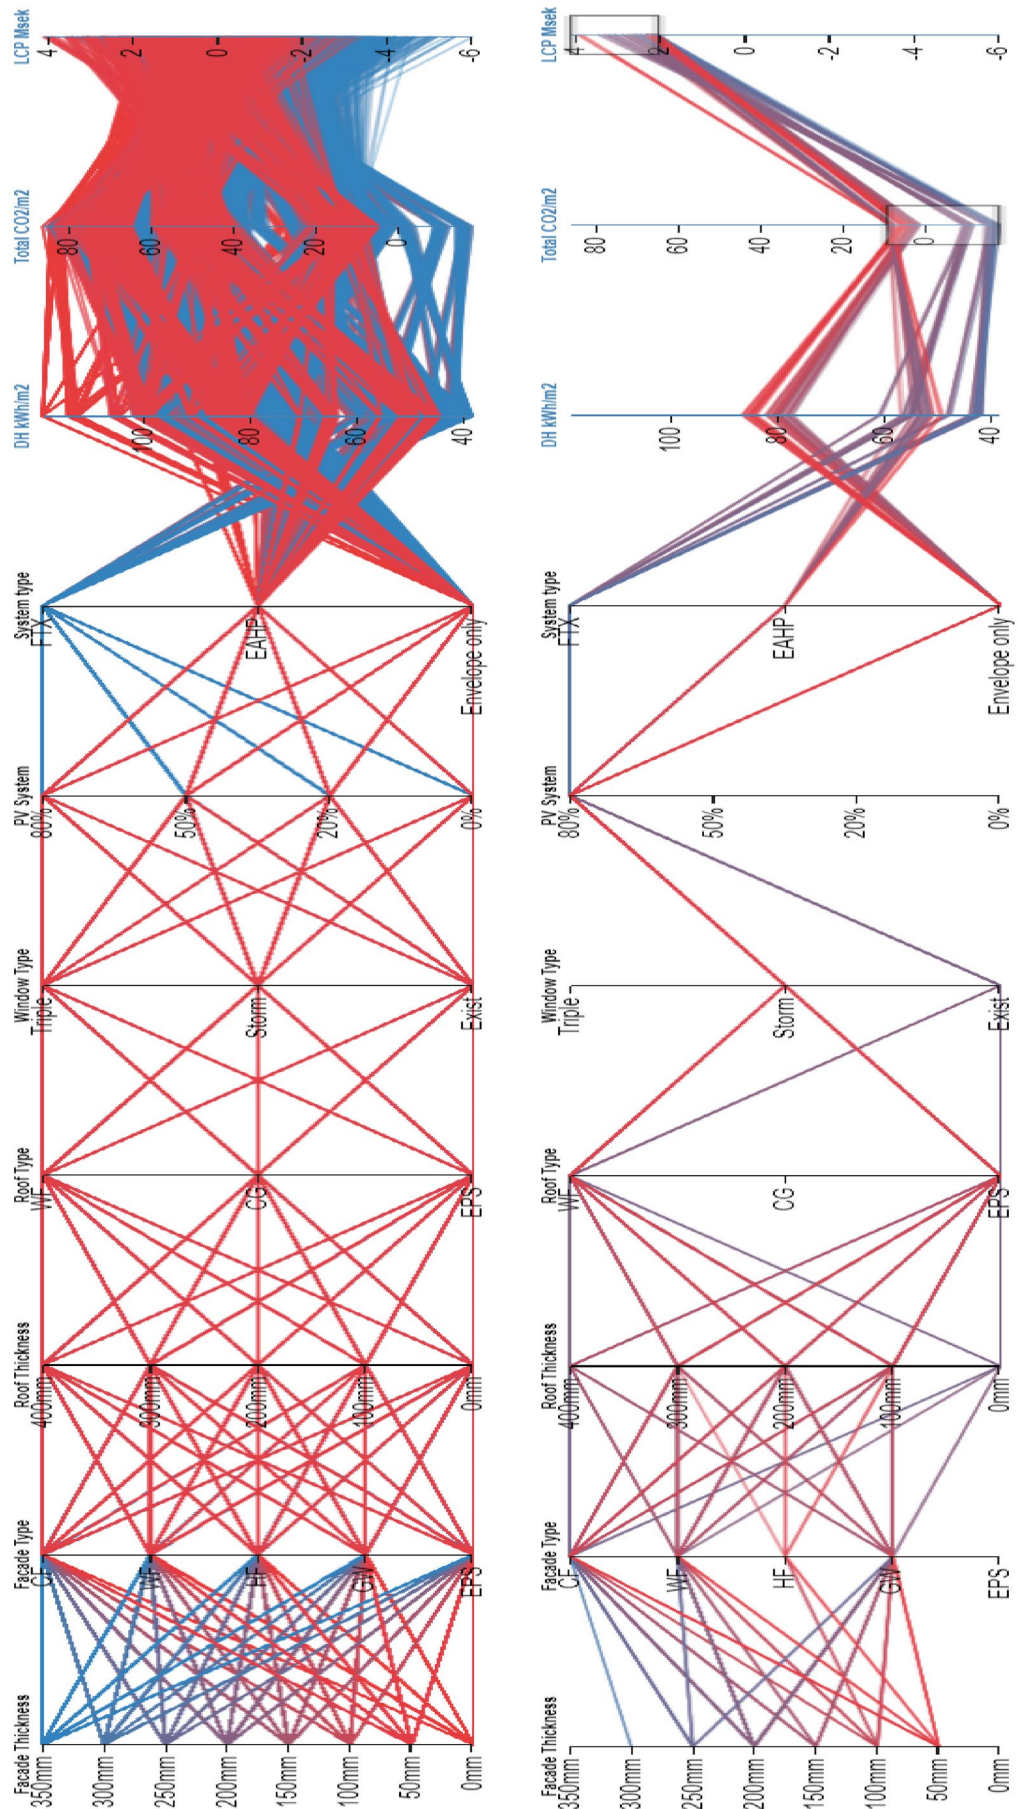 Facade Thickness
350mm
300mm
250mm
200mm
150mm
100mm
50mm
0mm
Facade Type
CF
WF
HF
GW
EPS
Roof Thickness
400mm
300mm
200mm
100mm
0mm
Roof Type
WF
CG
EPS
Window Type
Triple
Storm
Exist
PV System
80%
50%
20%
0%
System type
FTX
EAHP
Envelope only
DH kWh/m2
100
80
60
40
Total CO2/m2
80
60
40
20
0
LCP Msek
4
2
0
-2
-4
-6
Facade Thickness
350mm
300mm
250mm
200mm
150mm
100mm
50mm
0mm
Facade Type
CF
WF
HF
GW
EPS
Roof Thickness
400mm
300mm
200mm
100mm
0mm
Roof Type
WF
CG
EPS
Window Type
Triple
Storm
Exist
PV System
80%
50%
20%
0%
System type
FTX
EAHP
Envelope only
DH kWh/m2
100
80
60
40
Total CO2/m2
80
60
40
20
0
LCP Msek
4
2
0
-2
-4
-6